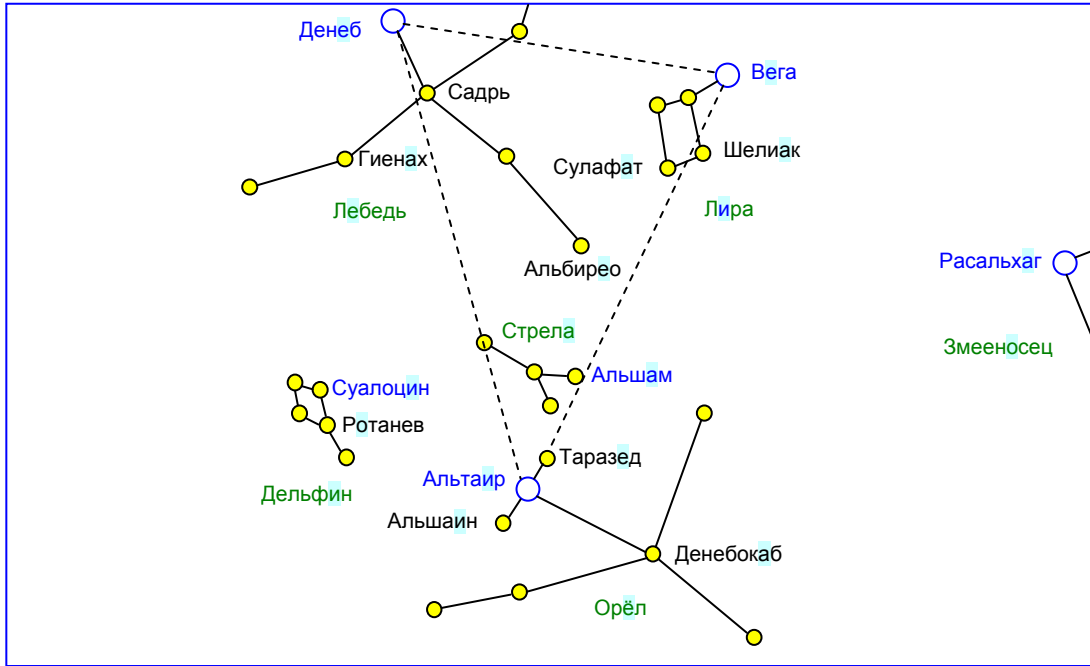 Денеб
Вега
Садрь
Гиенах
Сулафат
Шелиак
Лебедь
Лира
Альбирео
Расальхаг
Стрела
Змееносец
Альшам
Суалоцин
Ротанев
Таразед
Альтаир
Дельфин
Альшаин
Денебокаб
Орёл